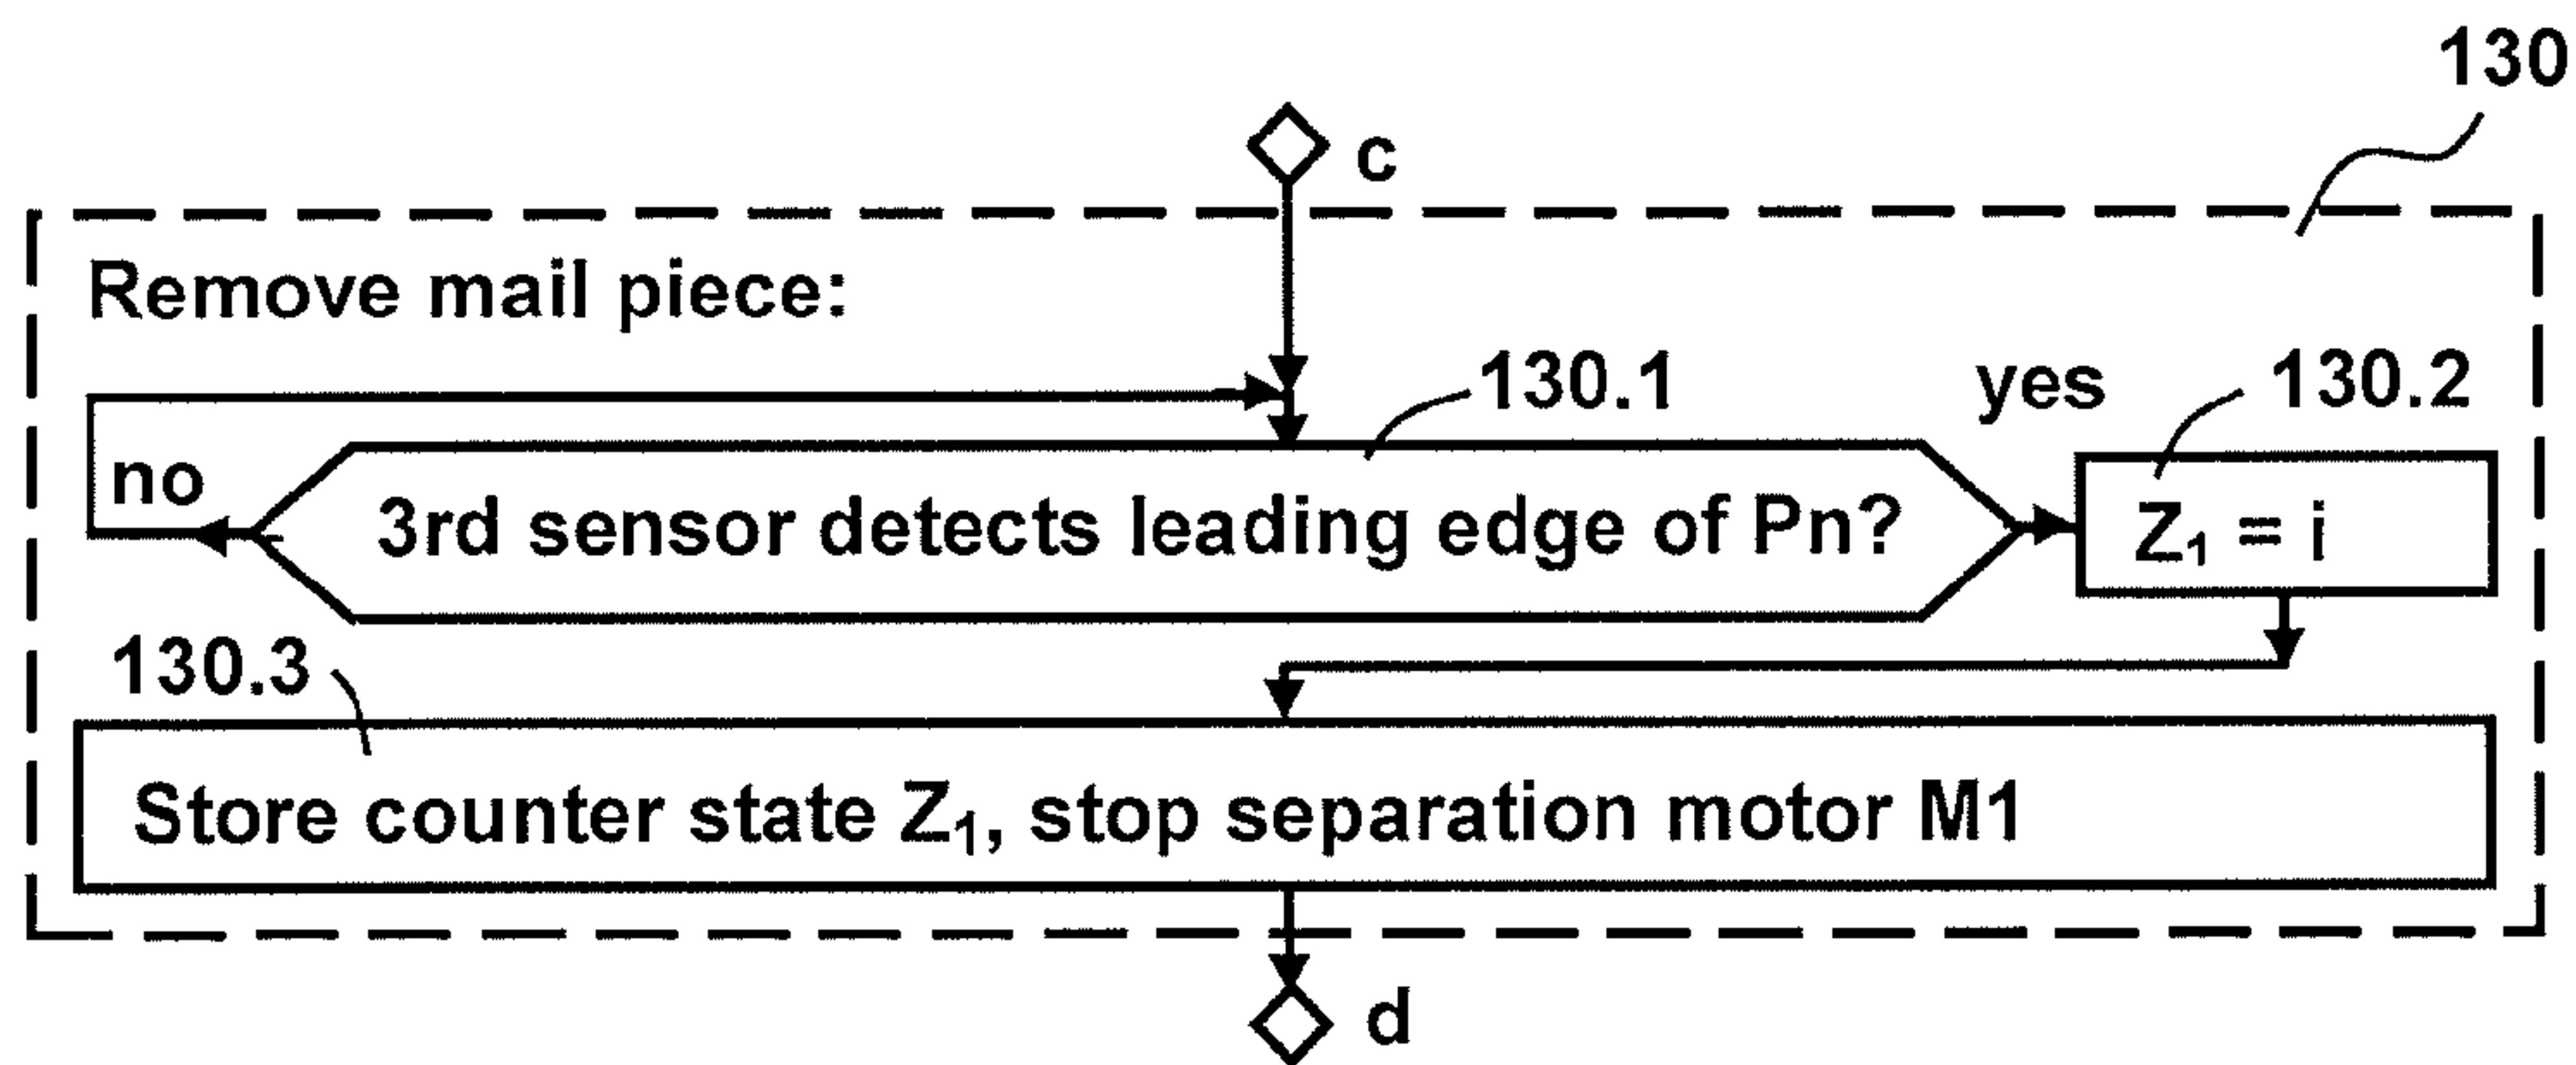 130
c
Remove mail piece:
130.1
yes
130.2
no
3rd sensor detects leading edge of Pn?
Z₁ = i
130.3
Store counter state Z₁, stop separation motor M1
d